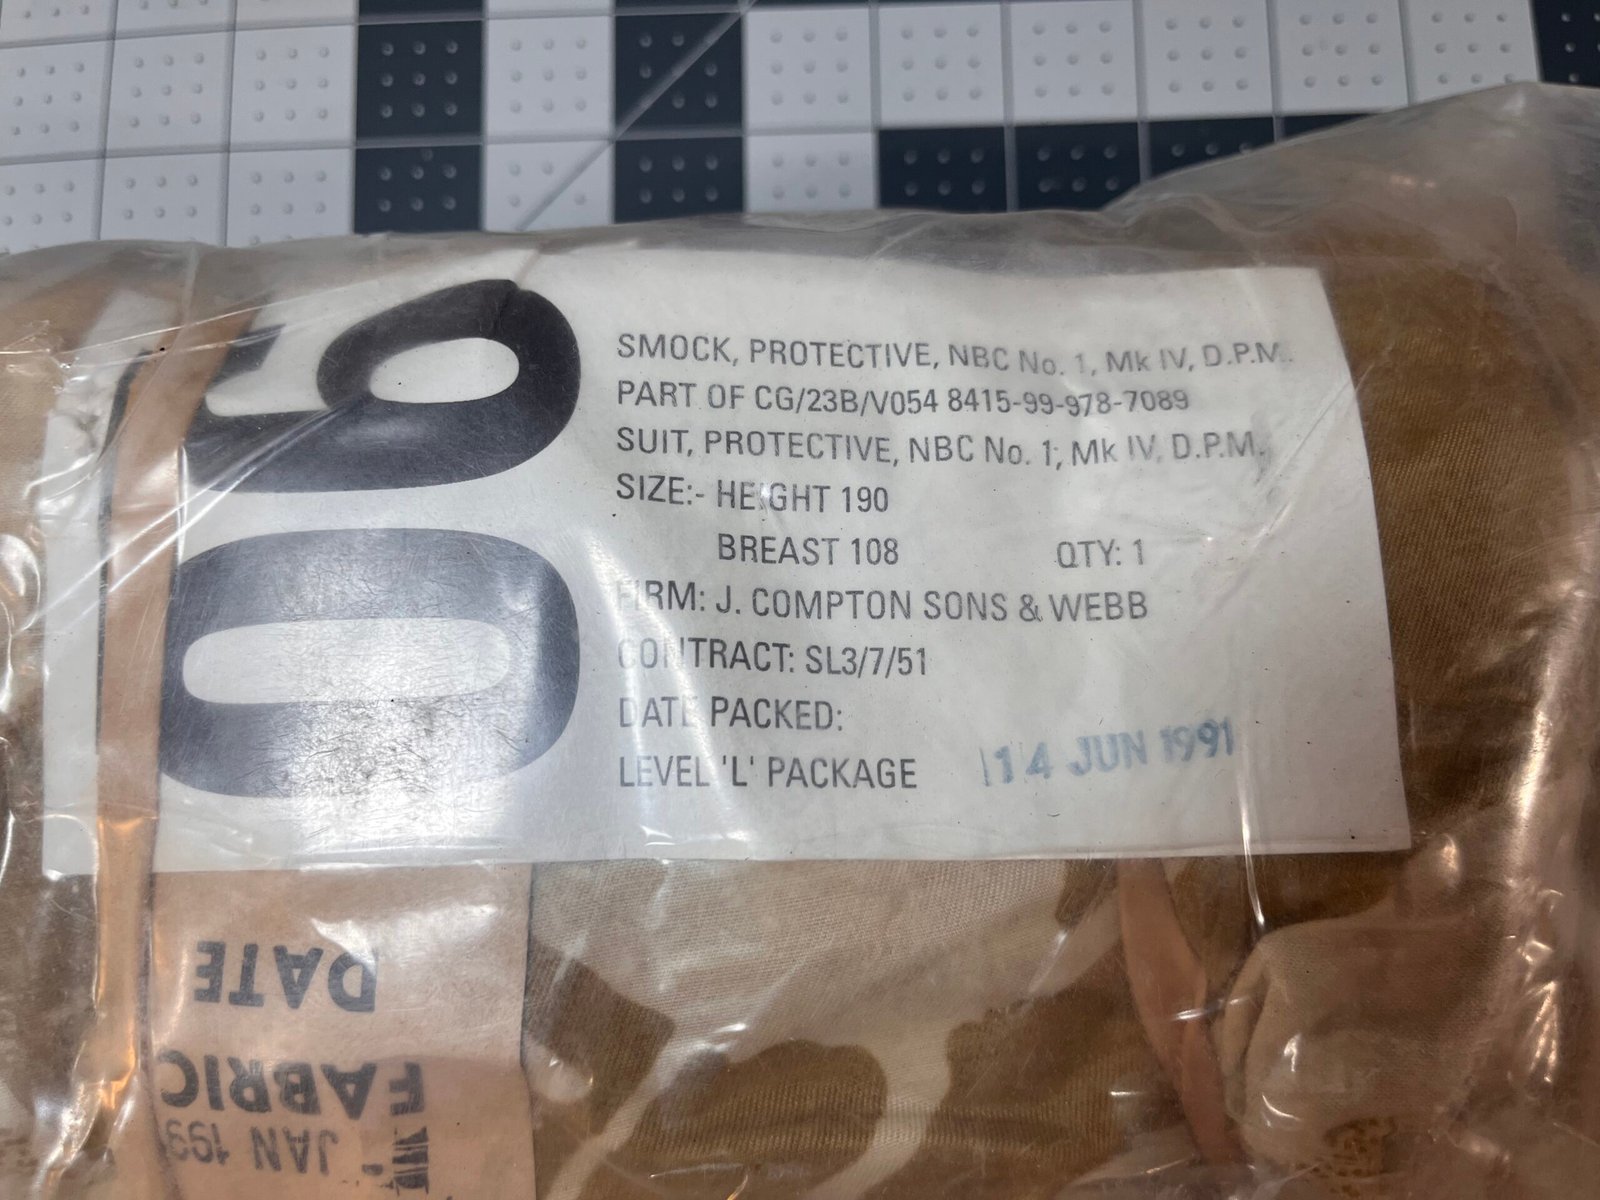 SMOCK, PROTECTIVE, NBC No. 1, Mk IV, D.P.M.
PART OF CG/23B/V054 8415-99-978-7089
SUIT, PROTECTIVE, NBC No. 1, Mk IV, D.P.M.
SIZE:- HEIGHT 190
BREAST 108 QTY: 1
FIRM: J. COMPTON SONS & WEBB
CONTRACT: SL3/7/51
DATE PACKED:
LEVEL 'L' PACKAGE 14 JUN 1991
JAN
FABRIC
DATE